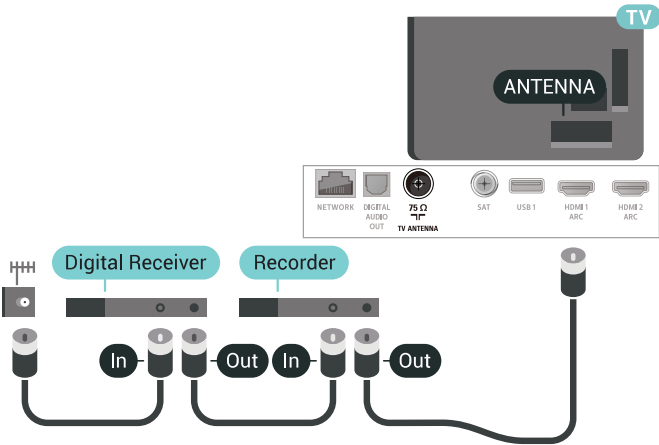 TV
ANTENNA
NETWORK
DIGITAL
AUDIO
OUT
75 Ω
TV ANTENNA
SAT
USB 1
HDMI 1
ARC
HDMI 2
ARC
Digital Receiver
Recorder
In
Out
In
Out